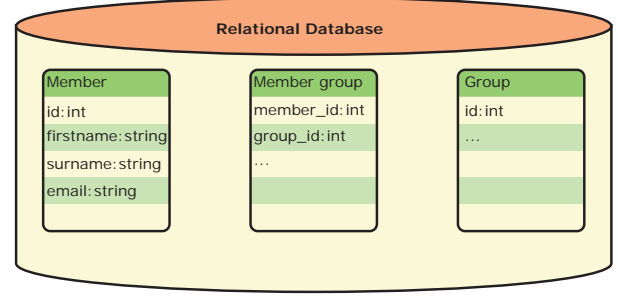 Relational Database
Member
id:int
firstname:string
surname:string
email:string
Member group
member_id:int
group_id:int
...
Group
id:int
...